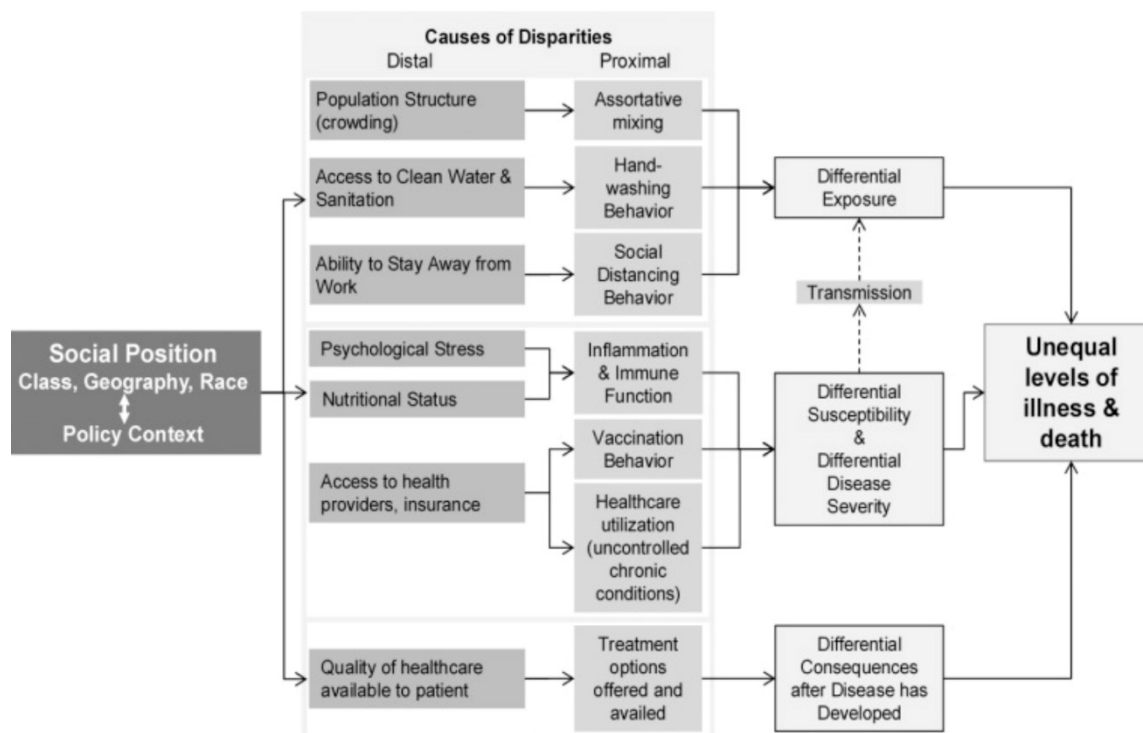 Causes of Disparities
Distal
Proximal
Population Structure
(crowding)
Assortative
mixing
Access to Clean Water &
Sanitation
Hand-
washing
Behavior
Differential
Exposure
Ability to Stay Away from
Work
Social
Distancing
Behavior
Transmission
Social Position
Class, Geography, Race
Policy Context
Psychological Stress
Nutritional Status
Inflammation
& Immune
Function
Access to health
providers, insurance
Vaccination
Behavior
Healthcare
utilization
(uncontrolled
chronic
conditions)
Differential
Susceptibility
&
Differential
Disease
Severity
Unequal
levels of
illness &
death
Quality of healthcare
available to patient
Treatment
options
offered and
availed
Differential
Consequences
after Disease has
Developed